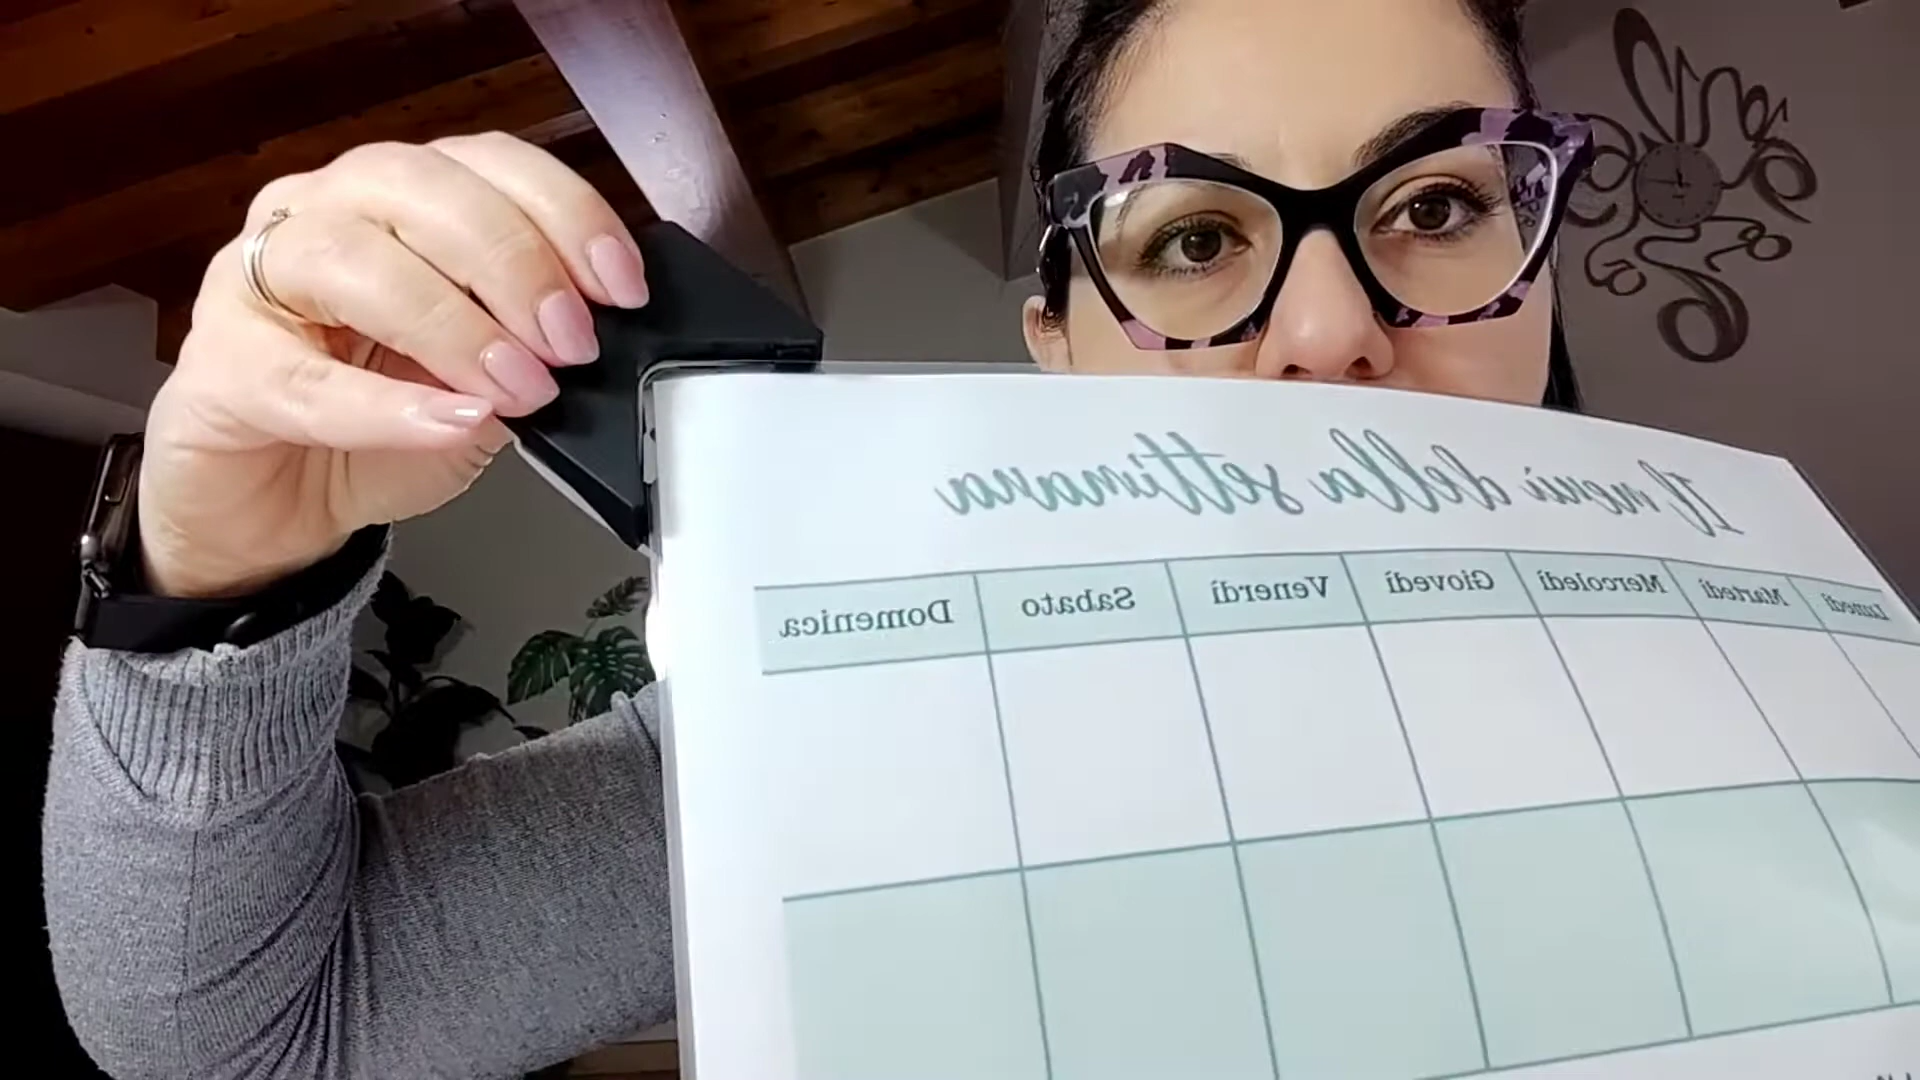 Il menù della settimana
Lunedì Martedì Mercoledì Giovedì Venerdì Sabato Domenica